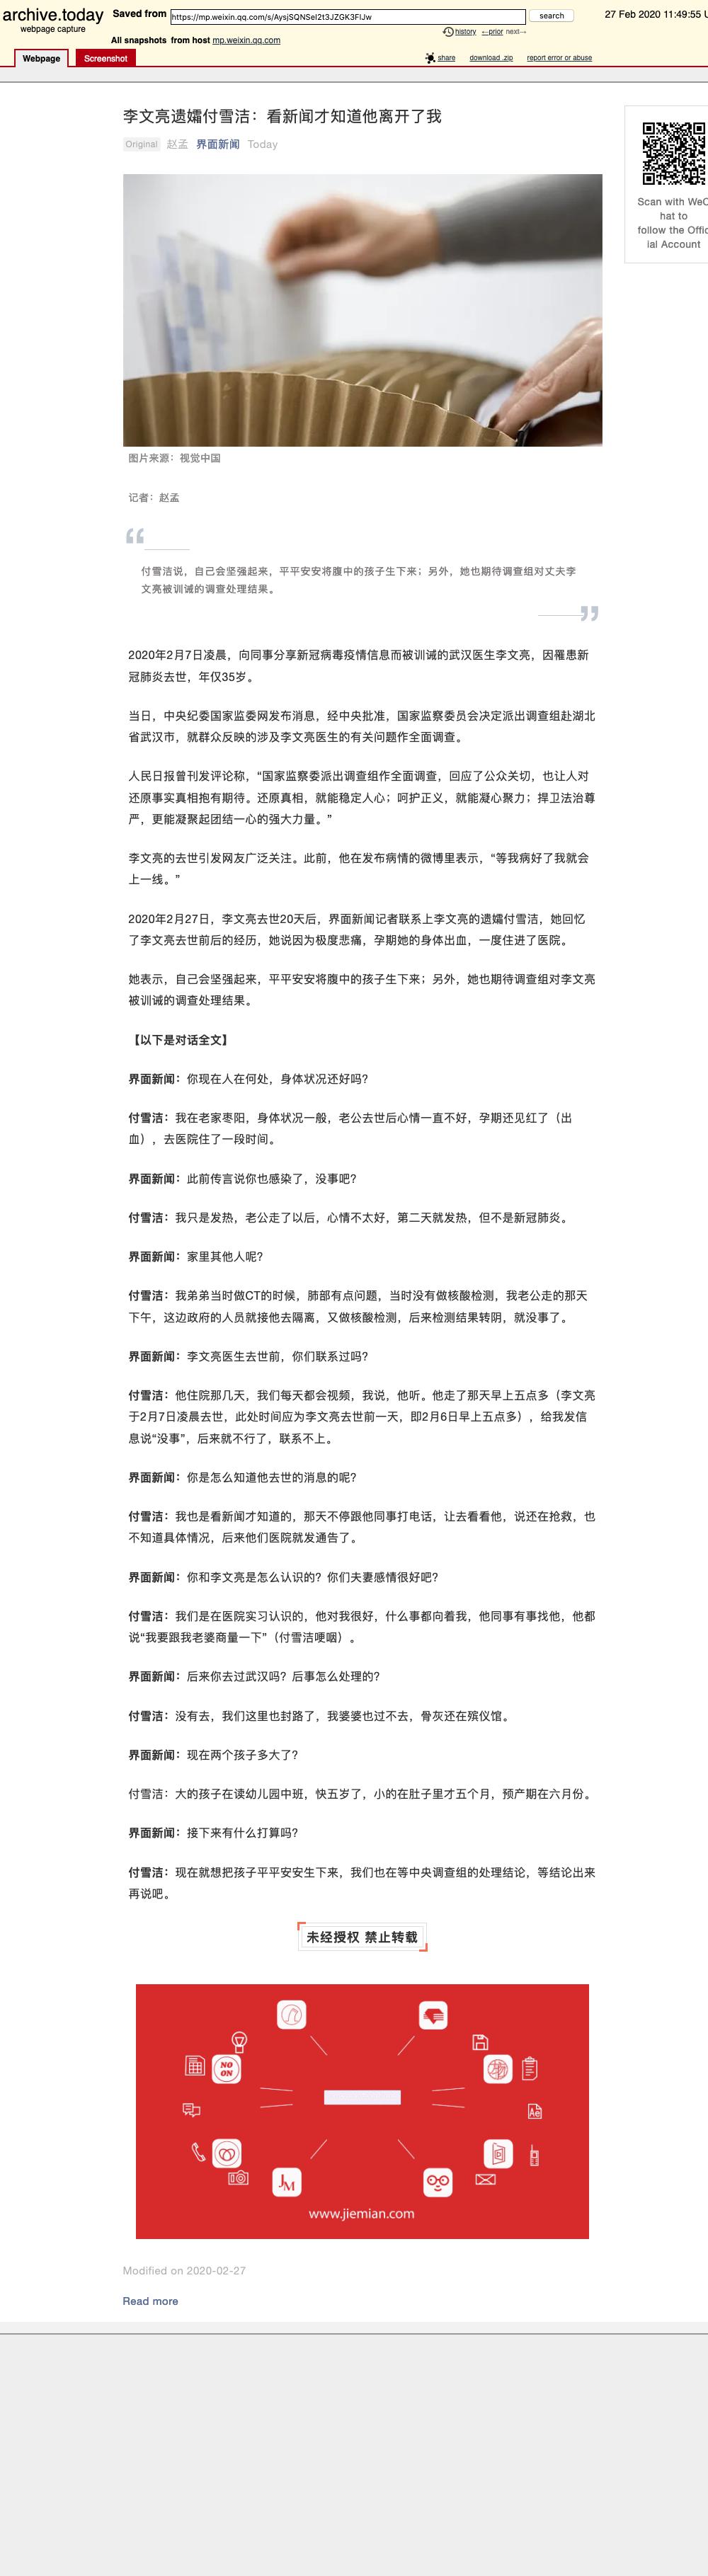 archive.today
webpage capture
Saved from https://mp.weixin.qq.com/s/AysjSQNSeI2t3JZGK3FlJw search 27 Feb 2020 11:49:55 U
history ←prior next→
All snapshots from host mp.weixin.qq.com
Webpage Screenshot share download .zip report error or abuse
李文亮遗孀付雪洁：看新闻才知道他离开了我
Original 赵孟 界面新闻 Today
Scan with WeC
hat to
follow the Offic
ial Account
图片来源：视觉中国
记者：赵孟
付雪洁说，自己会坚强起来，平平安安将腹中的孩子生下来；另外，她也期待调查组对丈夫李
文亮被训诫的调查处理结果。
2020年2月7日凌晨，向同事分享新冠病毒疫情信息而被训诫的武汉医生李文亮，因罹患新
冠肺炎去世，年仅35岁。
当日，中央纪委国家监委网发布消息，经中央批准，国家监察委员会决定派出调查组赴湖北
省武汉市，就群众反映的涉及李文亮医生的有关问题作全面调查。
人民日报曾刊发评论称，“国家监察委派出调查组作全面调查，回应了公众关切，也让人对
还原事实真相抱有期待。还原真相，就能稳定人心；呵护正义，就能凝心聚力；捍卫法治尊
严，更能凝聚起团结一心的强大力量。”
李文亮的去世引发网友广泛关注。此前，他在发布病情的微博里表示，“等我病好了我就会
上一线。”
2020年2月27日，李文亮去世20天后，界面新闻记者联系上李文亮的遗孀付雪洁，她回忆
了李文亮去世前后的经历，她说因为极度悲痛，孕期她的身体出血，一度住进了医院。
她表示，自己会坚强起来，平平安安将腹中的孩子生下来；另外，她也期待调查组对李文亮
被训诫的调查处理结果。
【以下是对话全文】
界面新闻：你现在人在何处，身体状况还好吗？
付雪洁：我在老家枣阳，身体状况一般，老公去世后心情一直不好，孕期还见红了（出
血），去医院住了一段时间。
界面新闻：此前传言说你也感染了，没事吧？
付雪洁：我只是发热，老公走了以后，心情不太好，第二天就发热，但不是新冠肺炎。
界面新闻：家里其他人呢？
付雪洁：我弟弟当时做CT的时候，肺部有点问题，当时没有做核酸检测，我老公走的那天
下午，这边政府的人员就接他去隔离，又做核酸检测，后来检测结果转阴，就没事了。
界面新闻：李文亮医生去世前，你们联系过吗？
付雪洁：他住院那几天，我们每天都会视频，我说，他听。他走了那天早上五点多（李文亮
于2月7日凌晨去世，此处时间应为李文亮去世前一天，即2月6日早上五点多），给我发信
息说“没事”，后来就不行了，联系不上。
界面新闻：你是怎么知道他去世的消息的呢？
付雪洁：我也是看新闻才知道的，那天不停跟他同事打电话，让去看看他，说还在抢救，也
不知道具体情况，后来他们医院就发通告了。
界面新闻：你和李文亮是怎么认识的？你们夫妻感情很好吧？
付雪洁：我们是在医院实习认识的，他对我很好，什么事都向着我，他同事有事找他，他都
说“我要跟我老婆商量一下”（付雪洁哽咽）。
界面新闻：后来你去过武汉吗？后事怎么处理的？
付雪洁：没有去，我们这里也封路了，我婆婆也过不去，骨灰还在殡仪馆。
界面新闻：现在两个孩子多大了？
付雪洁：大的孩子在读幼儿园中班，快五岁了，小的在肚子里才五个月，预产期在六月份。
界面新闻：接下来有什么打算吗？
付雪洁：现在就想把孩子平平安安生下来，我们也在等中央调查组的处理结论，等结论出来
再说吧。
未经授权 禁止转载
NO
ON
Ae
JM
www.jiemian.com
Modified on 2020-02-27
Read more